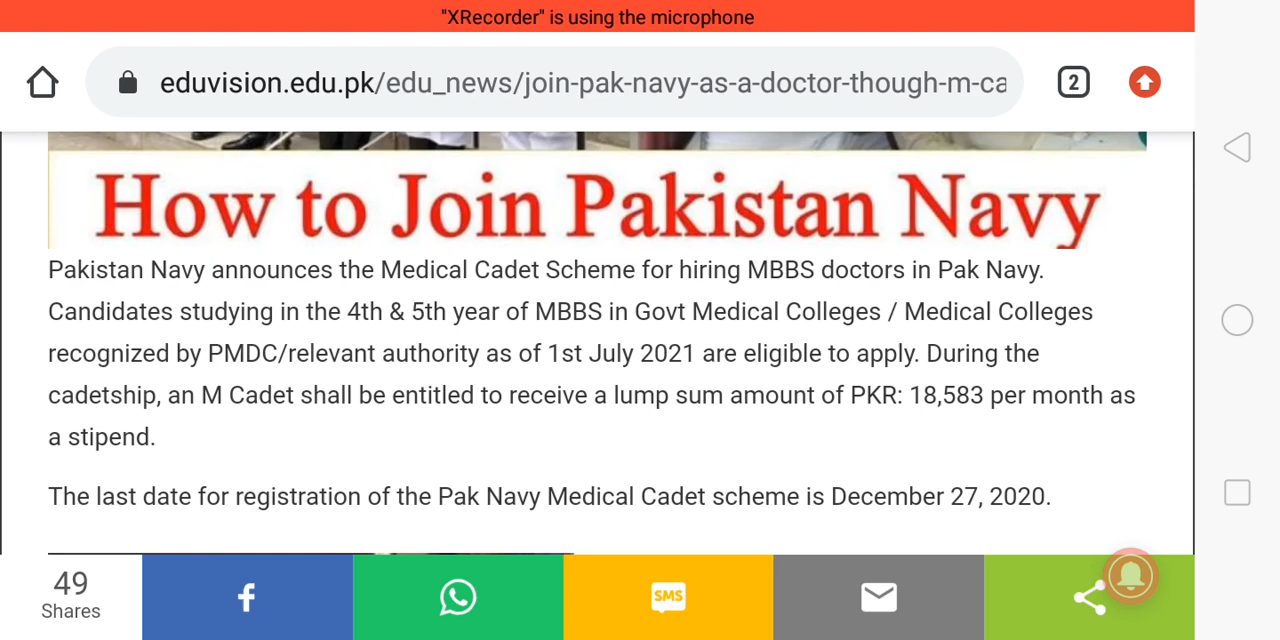 "XRecorder" is using the microphone
eduvision.edu.pk/edu_news/join-pak-navy-as-a-doctor-though-m-ca
2
How to Join Pakistan Navy
Pakistan Navy announces the Medical Cadet Scheme for hiring MBBS doctors in Pak Navy.
Candidates studying in the 4th & 5th year of MBBS in Govt Medical Colleges / Medical Colleges
recognized by PMDC/relevant authority as of 1st July 2021 are eligible to apply. During the
cadetship, an M Cadet shall be entitled to receive a lump sum amount of PKR: 18,583 per month as
a stipend.
The last date for registration of the Pak Navy Medical Cadet scheme is December 27, 2020.
49
Shares
SMS